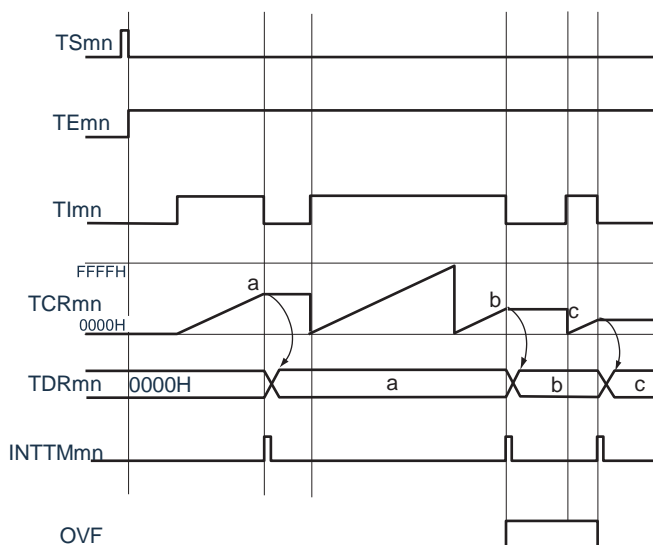 TSmn
TEmn
TImn
FFFFH
a
b
c
TCRmn
0000H
TDRmn 0000H a b c
INTTMmn
OVF